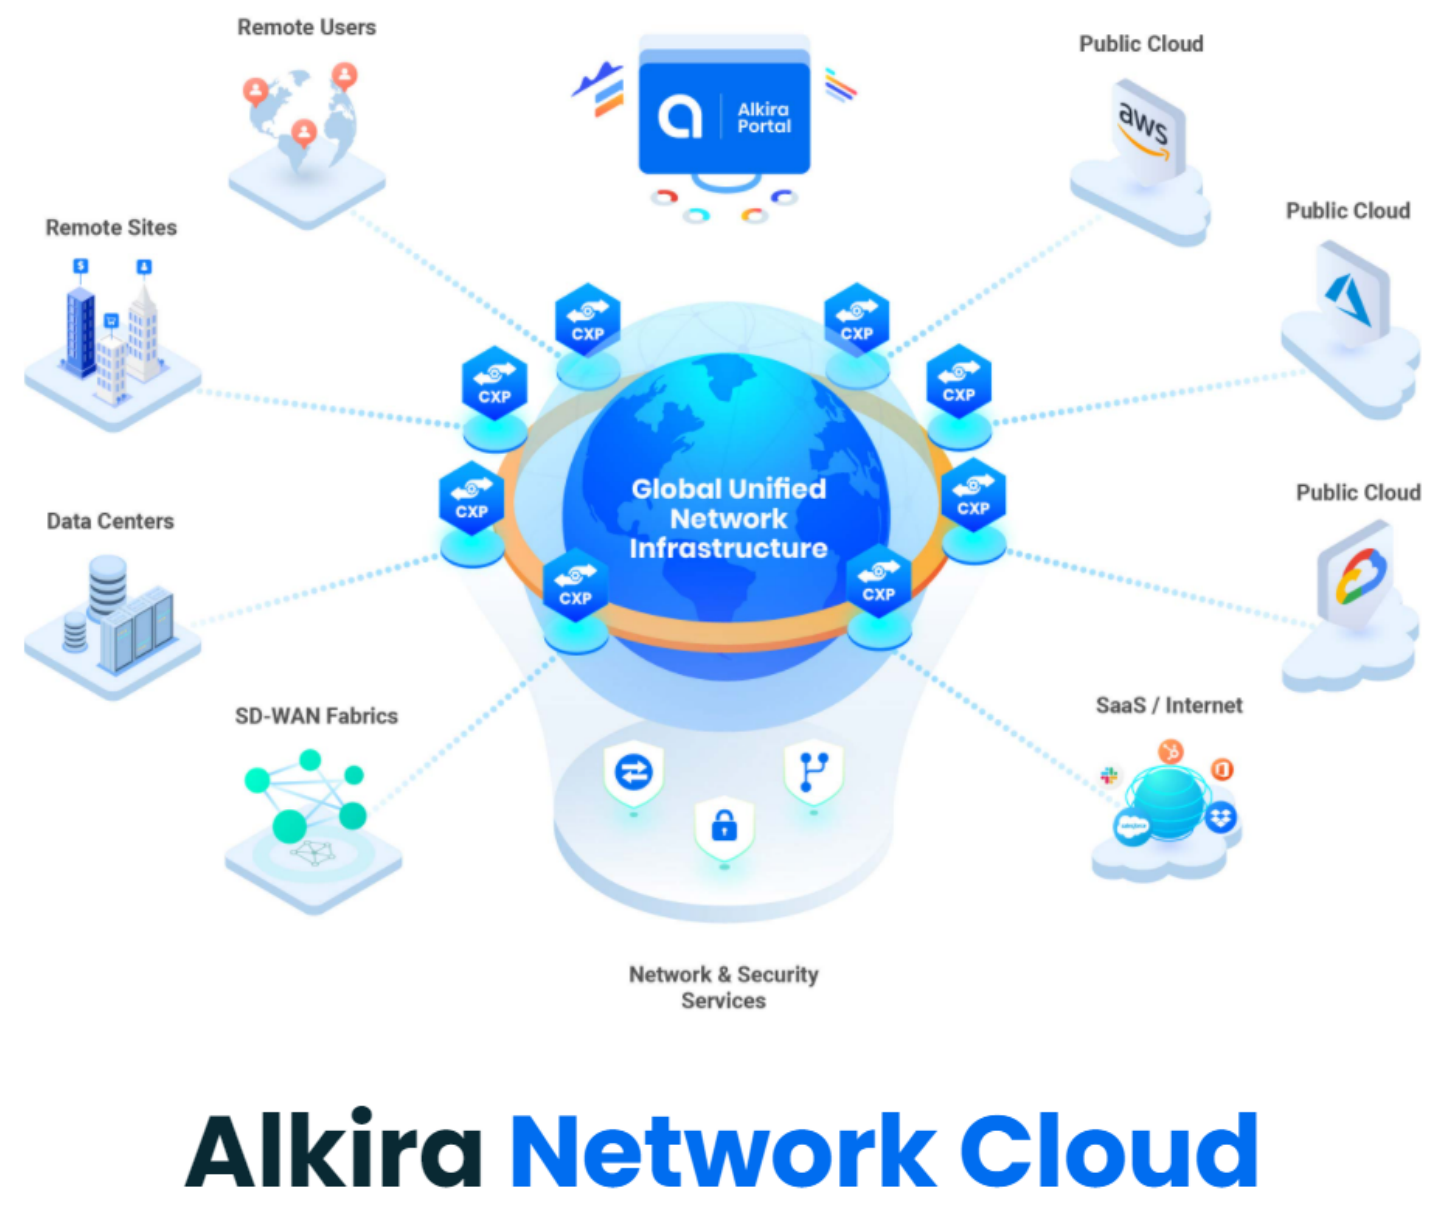 Remote Users
Alkira
Portal
Public Cloud
aws
Public Cloud
Remote Sites
$
CXP
CXP
CXP
CXP
CXP
CXP
CXP
CXP
Global Unified
Network
Infrastructure
Data Centers
Public Cloud
SD-WAN Fabrics
SaaS / Internet
salesforce
Network & Security
Services
Alkira Network Cloud